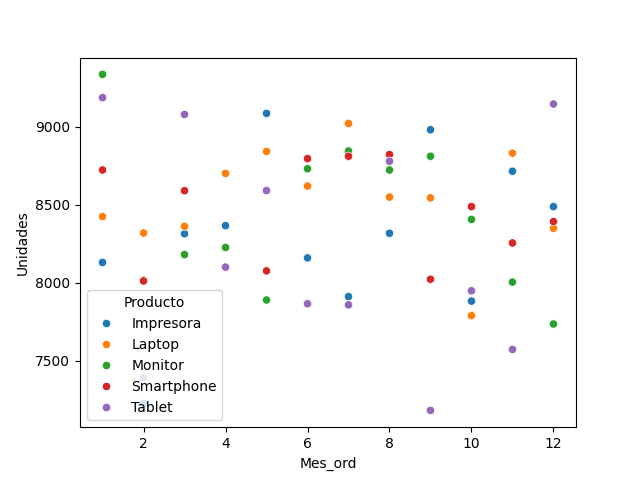 9000
8500
8000
7500
Unidades
Producto
Impresora
Laptop
Monitor
Smartphone
Tablet
2
4
6
8
10
12
Mes_ord